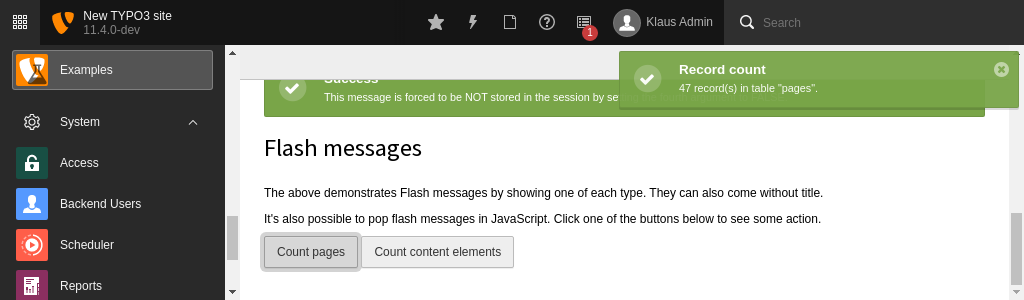 New TYPO3 site
11.4.0-dev
1
Klaus Admin
Search
Examples
System
Access
Backend Users
Scheduler
Reports
Success
This message is forced to be NOT stored in the session by se
Record count
47 record(s) in table "pages".
Flash messages
The above demonstrates Flash messages by showing one of each type. They can also come without title.
It's also possible to pop flash messages in JavaScript. Click one of the buttons below to see some action.
Count pages
Count content elements